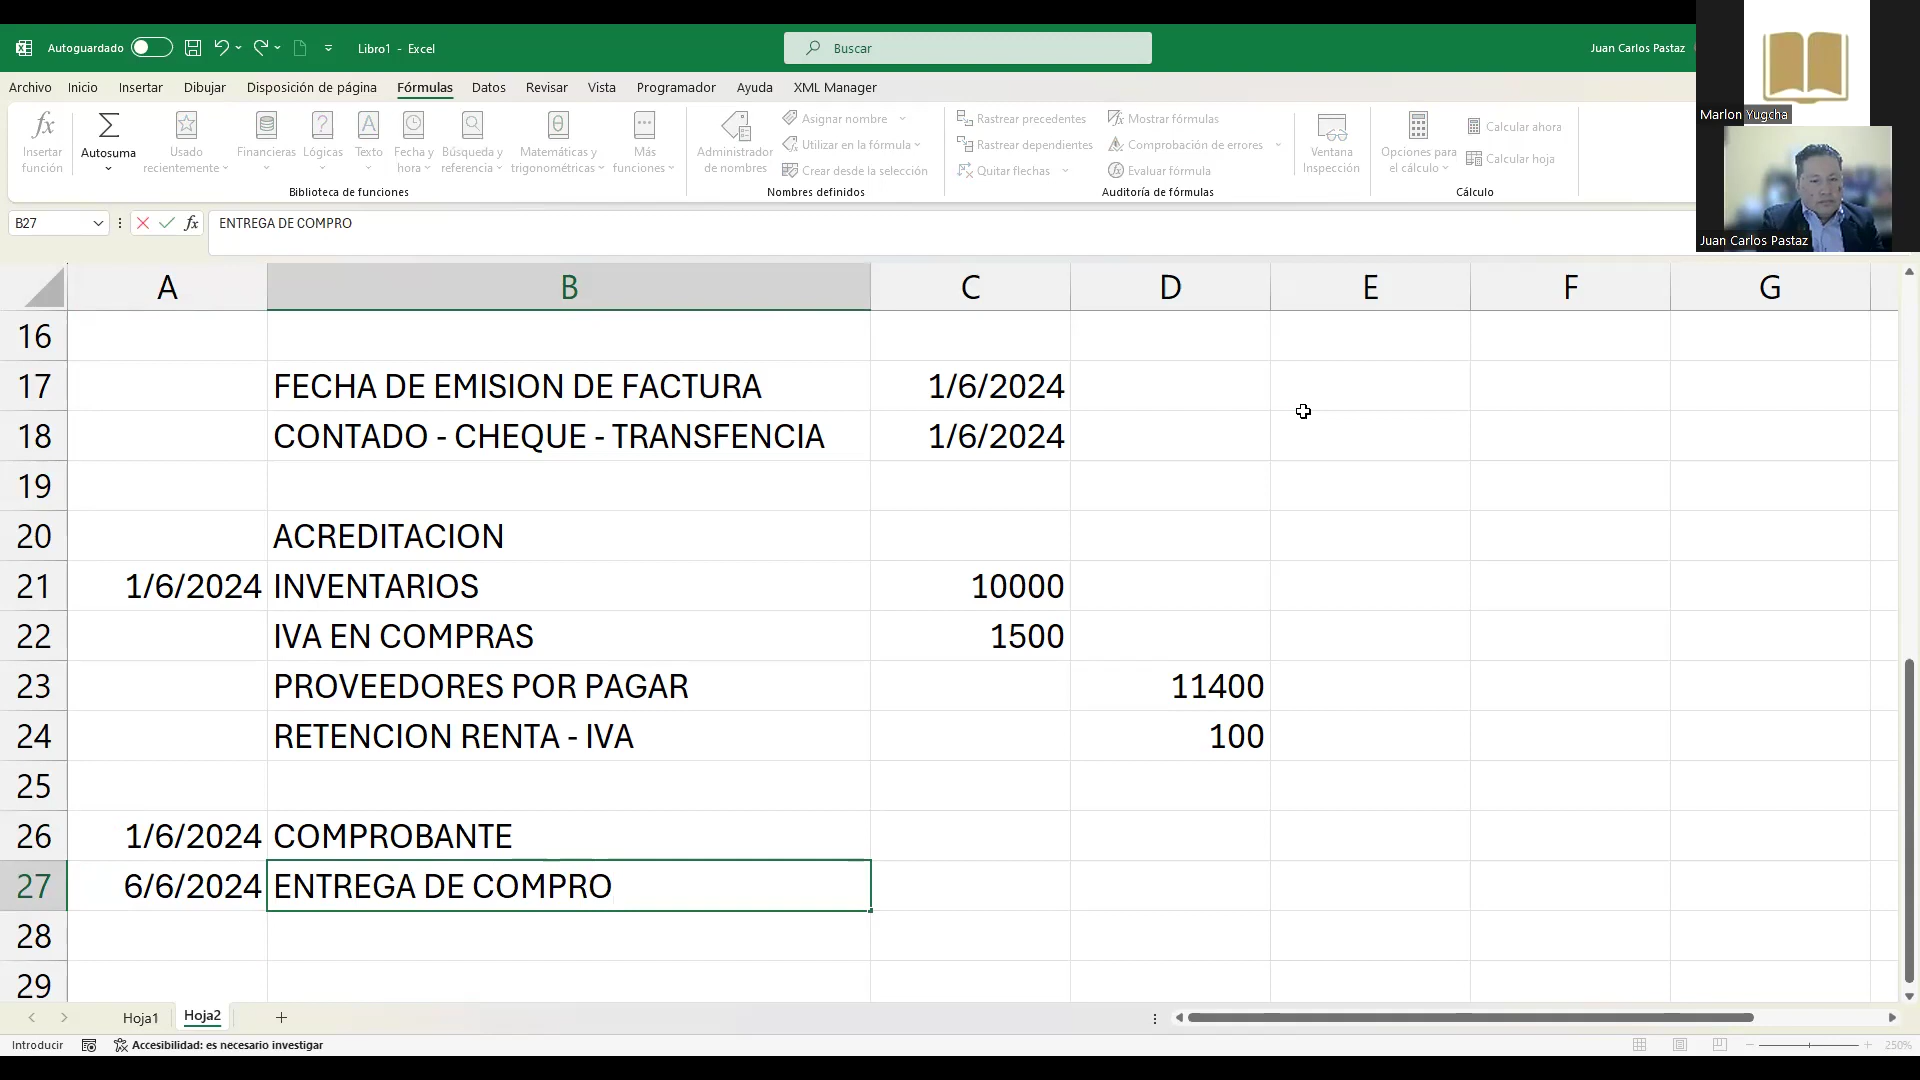 Autoguardado
Libro1 - Excel
Buscar
Juan Carlos Pastaz
Archivo Inicio Insertar Dibujar Disposición de página Fórmulas Datos Revisar Vista Programador Ayuda XML Manager
Insertar función
Autosuma
Usado recientemente
Financieras
Lógicas
Texto
Fecha y hora
Búsqueda y referencia
Matemáticas y trigonométricas
Más funciones
Biblioteca de funciones
Administrador de nombres
Asignar nombre
Utilizar en la fórmula
Crear desde la selección
Nombres definidos
Rastrear precedentes
Rastrear dependientes
Quitar flechas
Mostrar fórmulas
Comprobación de errores
Evaluar fórmula
Auditoría de fórmulas
Ventana Inspección
Opciones para el cálculo
Calcular ahora
Calcular hoja
Cálculo
Marlon Yugcha
Juan Carlos Pastaz
B27 fx ENTREGA DE COMPRO
A B C D E F G
16
17 FECHA DE EMISION DE FACTURA 1/6/2024
18 CONTADO - CHEQUE - TRANSFENCIA 1/6/2024
19
20 ACREDITACION
21 1/6/2024 INVENTARIOS 10000
22 IVA EN COMPRAS 1500
23 PROVEEDORES POR PAGAR 11400
24 RETENCION RENTA - IVA 100
25
26 1/6/2024 COMPROBANTE
27 6/6/2024 ENTREGA DE COMPRO
28
29
Hoja1 Hoja2
Introducir Accesibilidad: es necesario investigar 250%